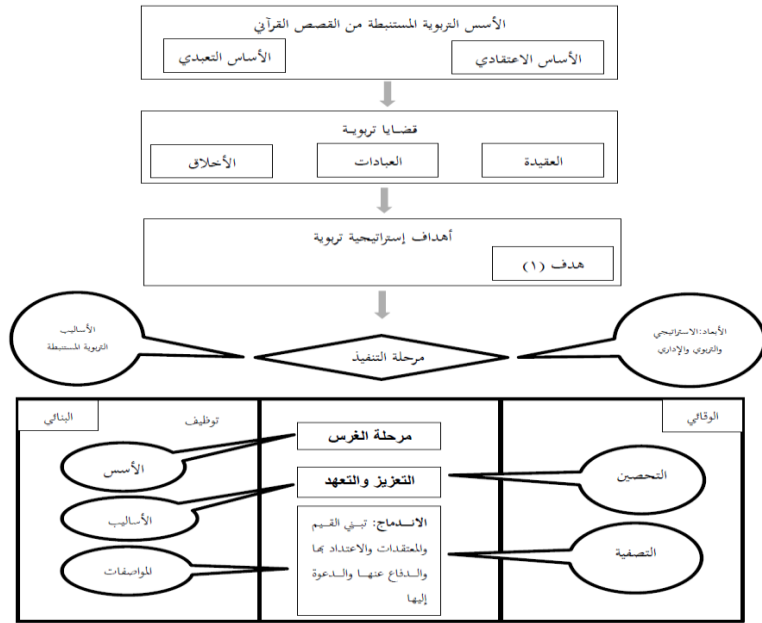 الأسس التربوية المستنبطة من القصص القرآني
الأساس الاعتقادي
الأساس التعبدي
قضايا تربوية
العقيدة
العبادات
الأخلاق
أهداف إستراتيجية تربوية
هدف (١)
الأبعاد: الاستراتيجي
والتربوي والإداري
مرحلة التنفيذ
الأساليب
التربوية المستنبطة
الوقائي
توظيف
البنائي
مرحلة الغرس
الأسس
التحصين
التعزيز والتعهد
الأساليب
الاندماج: تبني القيم
والمعتقدات والاعتداد بها
والدفاع عنها والدعوة
إليها
التصفية
المواصفات